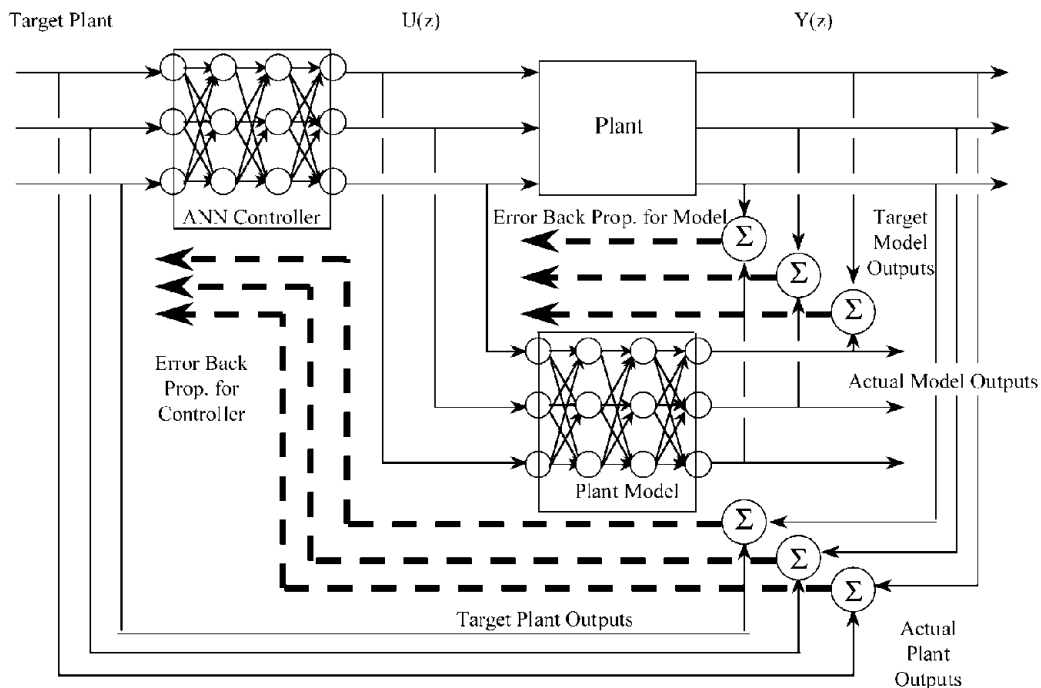 Target Plant
U(z)
Y(z)
Plant
ANN Controller
Error Back Prop. for Model
Σ
Target
Model
Outputs
Σ
Σ
Error Back
Prop. for
Controller
Actual Model Outputs
Plant Model
Σ
Σ
Σ
Target Plant Outputs
Actual
Plant
Outputs